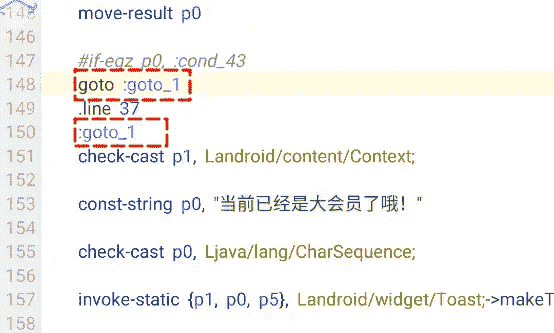 145
move-result p0
146
147 #if-eqz p0, :cond_43
148 goto :goto_1
149 .line 37
150 :goto_1
151 check-cast p1, Landroid/content/Context;
152
153 const-string p0, "当前已经是大会员了哦！"
154
155 check-cast p0, Ljava/lang/CharSequence;
156
157 invoke-static {p1, p0, p5}, Landroid/widget/Toast;->makeT
158